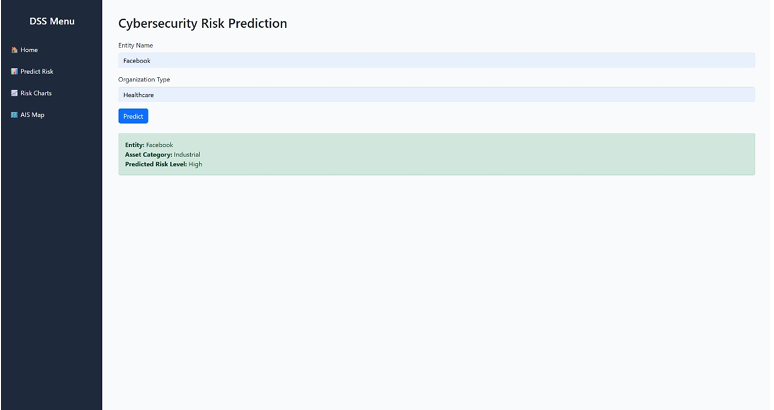 DSS Menu
Home
Predict Risk
Risk Charts
AIS Map
Cybersecurity Risk Prediction
Entity Name
Facebook
Organization Type
Healthcare
Predict
Entity: Facebook
Asset Category: Industrial
Predicted Risk Level: High